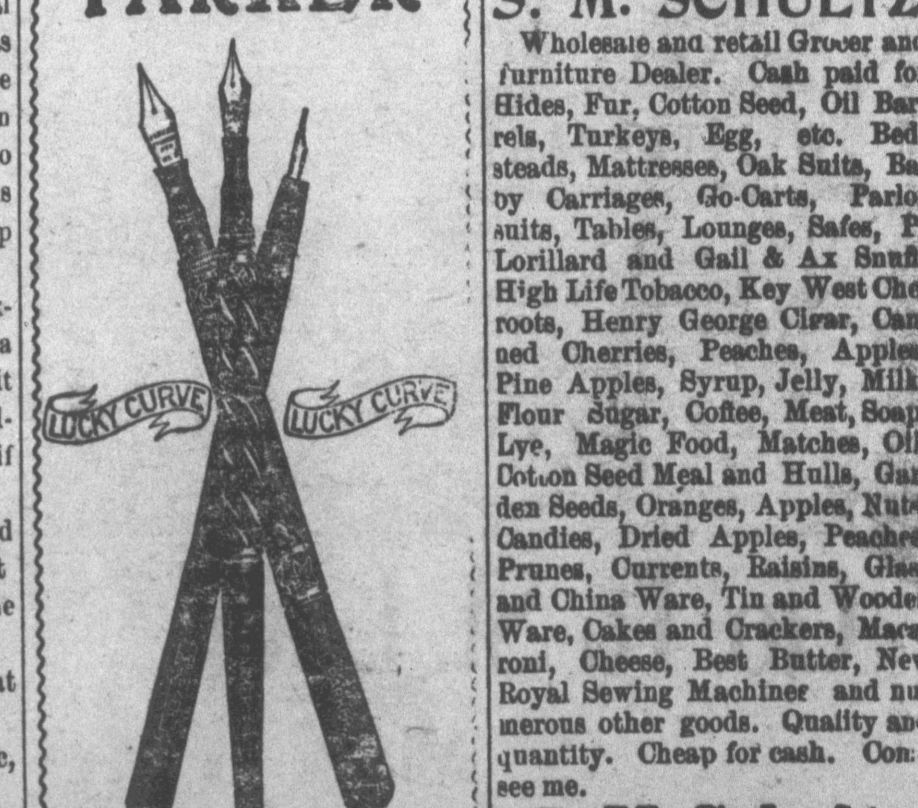 PARKER
LUCKY CURVE
LUCKY CURVE
S. M. SCHULTZ
Wholesale and retail Grocer and
furniture Dealer. Cash paid for
Hides, Fur, Cotton Seed, Oil Bar
rels, Turkeys, Egg, etc. Bed
steads, Mattresses, Oak Suits, Ba
by Carriages, Go-Carts, Parlo
suits, Tables, Lounges, Safes, P
Lorillard and Gail & Ax Snuff
High Life Tobacco, Key West Che
roots, Henry George Cigar, Can
ned Cherries, Peaches, Apples
Pine Apples, Syrup, Jelly, Milk
Flour Sugar, Coffee, Meat, Soap
Lye, Magic Food, Matches, Oil
Cotton Seed Meal and Hulls, Gar
den Seeds, Oranges, Apples, Nuts
Candies, Dried Apples, Peaches
Prunes, Currents, Raisins, Glas
and China Ware, Tin and Woode
Ware, Cakes and Crackers, Maca
roni, Cheese, Best Butter, New
Royal Sewing Machines and nu
merous other goods. Quality an
quantity. Cheap for cash. Com
see me.